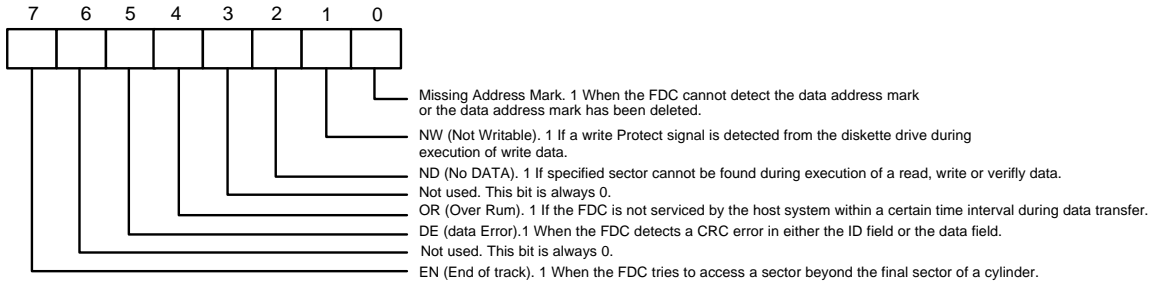 7 6 5 4 3 2 1 0
Missing Address Mark. 1 When the FDC cannot detect the data address mark
or the data address mark has been deleted.
NW (Not Writable). 1 If a write Protect signal is detected from the diskette drive during
execution of write data.
ND (No DATA). 1 If specified sector cannot be found during execution of a read, write or verifly data.
Not used. This bit is always 0.
OR (Over Rum). 1 If the FDC is not serviced by the host system within a certain time interval during data transfer.
DE (data Error).1 When the FDC detects a CRC error in either the ID field or the data field.
Not used. This bit is always 0.
EN (End of track). 1 When the FDC tries to access a sector beyond the final sector of a cylinder.